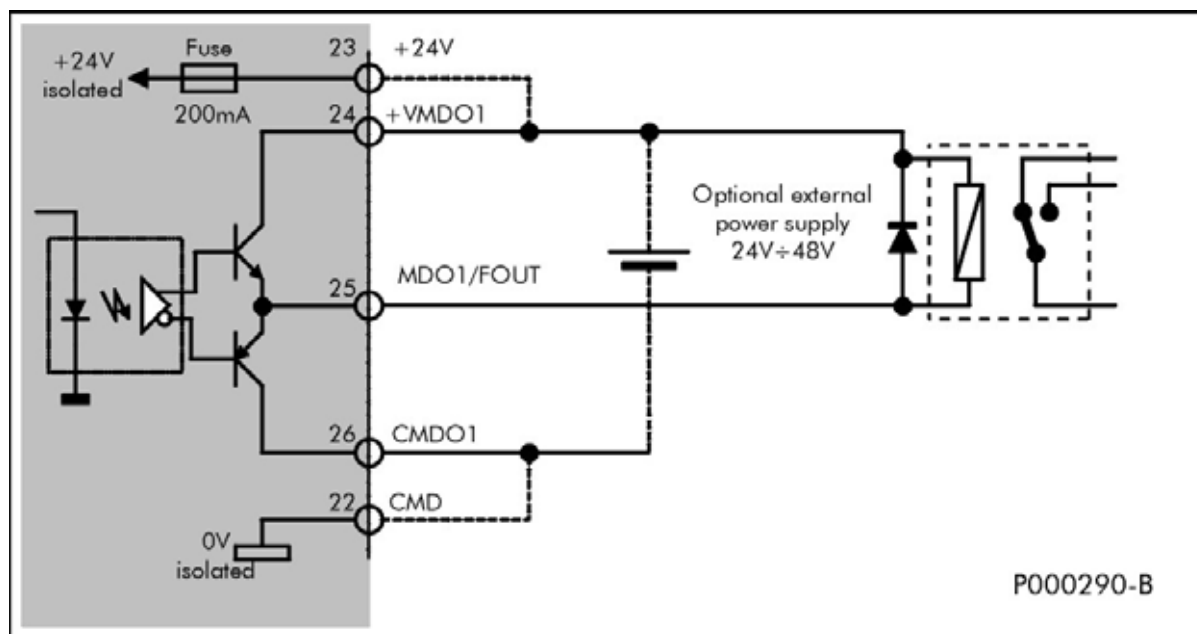 Fuse
23
+24V
+24V
isolated
200mA
24
+VMDO1
Optional external
power supply
24V÷48V
MDO1/FOUT
25
26
CMDO1
22
CMD
0V
isolated
P000290-B